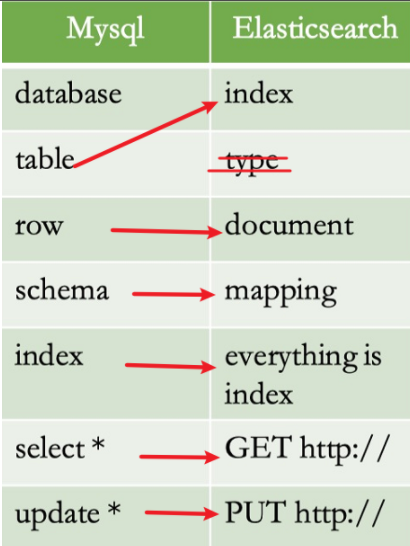 Mysql Elasticsearch
database index
table type
row document
schema mapping
index everything is
index
select * GET http://
update * PUT http://